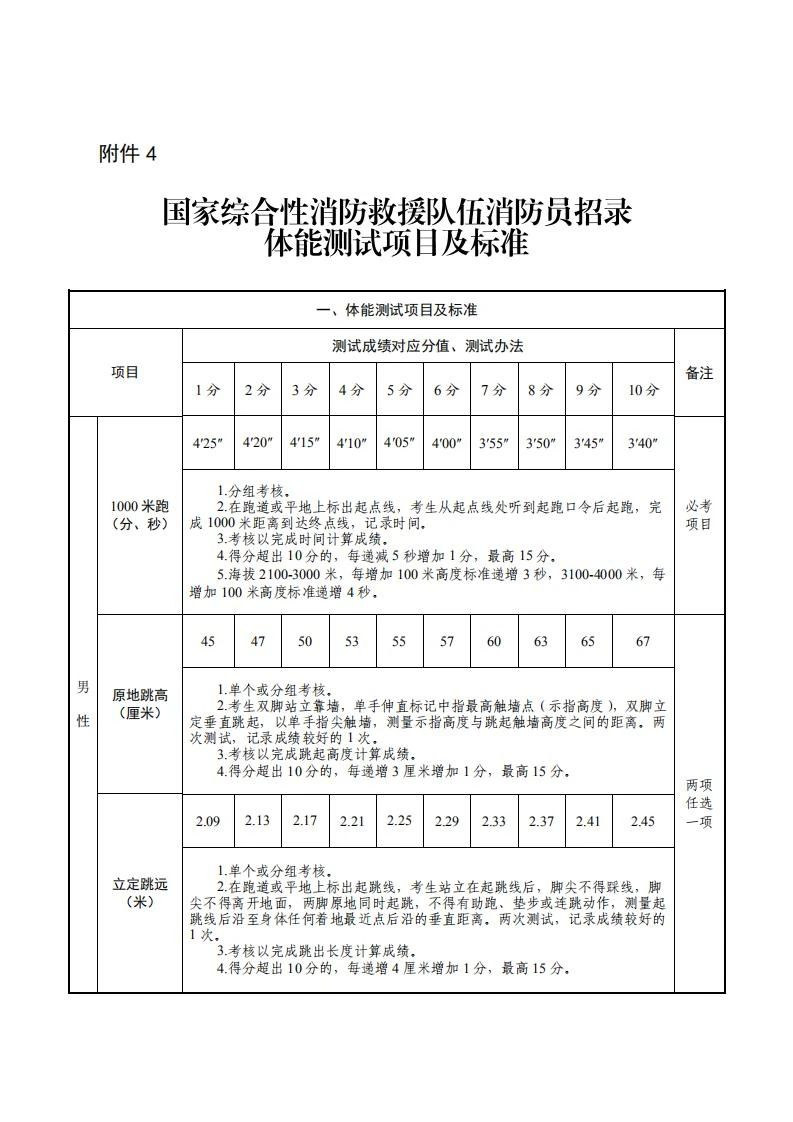 附件 4
国家综合性消防救援队伍消防员招录
体能测试项目及标准
一、体能测试项目及标准
项目
测试成绩对应分值、测试办法
备注
1 分 2 分 3 分 4 分 5 分 6 分 7 分 8 分 9 分 10 分
男
性
1000 米跑
（分、秒）
4′25″ 4′20″ 4′15″ 4′10″ 4′05″ 4′00″ 3′55″ 3′50″ 3′45″ 3′40″
1.分组考核。
2.在跑道或平地上标出起点线，考生从起点线处听到起跑口令后起跑，完
成 1000 米距离到达终点线，记录时间。
3.考核以完成时间计算成绩。
4.得分超出 10 分的，每递减 5 秒增加 1 分，最高 15 分。
5.海拔 2100-3000 米，每增加 100 米高度标准递增 3 秒，3100-4000 米，每
增加 100 米高度标准递增 4 秒。
必考
项目
原地跳高
（厘米）
45 47 50 53 55 57 60 63 65 67
1.单个或分组考核。
2.考生双脚站立靠墙，单手伸直标记中指最高触墙点（示指高度），双脚立
定垂直跳起，以单手指尖触墙，测量示指高度与跳起触墙高度之间的距离。两
次测试，记录成绩较好的 1 次。
3.考核以完成跳起高度计算成绩。
4.得分超出 10 分的，每递增 3 厘米增加 1 分，最高 15 分。
两项
任选
一项
立定跳远
（米）
2.09 2.13 2.17 2.21 2.25 2.29 2.33 2.37 2.41 2.45
1.单个或分组考核。
2.在跑道或平地上标出起跳线，考生站立在起跳线后，脚尖不得踩线，脚
尖不得离开地面，两脚原地同时起跳，不得有助跑、垫步或连跳动作，测量起
跳线后沿至身体任何着地最近点后沿的垂直距离。两次测试，记录成绩较好的
1 次。
3.考核以完成跳出长度计算成绩。
4.得分超出 10 分的，每递增 4 厘米增加 1 分，最高 15 分。